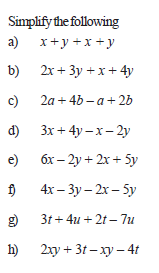 Simplify the following
a) x + y + x + y
b) 2x + 3y + x + 4y
c) 2a + 4b – a + 2b
d) 3x + 4y – x – 2y
e) 6x – 2y + 2x + 5y
f) 4x – 3y – 2x – 5y
g) 3t + 4u + 2t – 7u
h) 2xy + 3t – xy – 4t